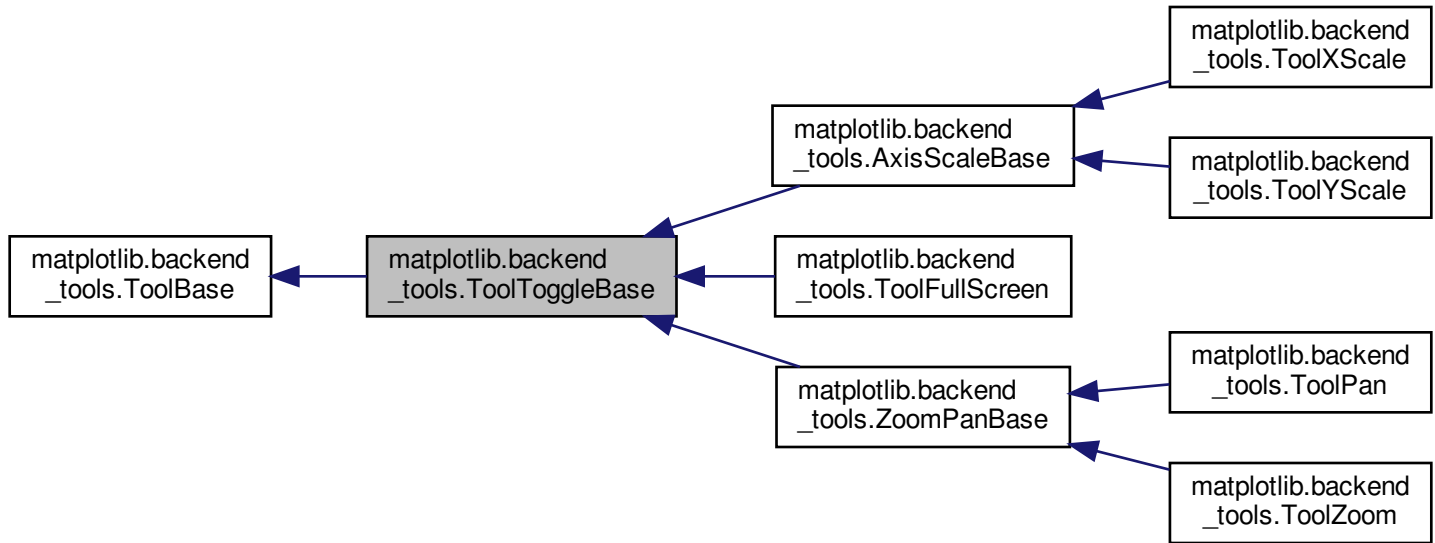 matplotlib.backend
_tools.ToolXScale
matplotlib.backend
_tools.AxisScaleBase
matplotlib.backend
_tools.ToolYScale
matplotlib.backend
_tools.ToolBase
matplotlib.backend
_tools.ToolToggleBase
matplotlib.backend
_tools.ToolFullScreen
matplotlib.backend
_tools.ToolPan
matplotlib.backend
_tools.ZoomPanBase
matplotlib.backend
_tools.ToolZoom